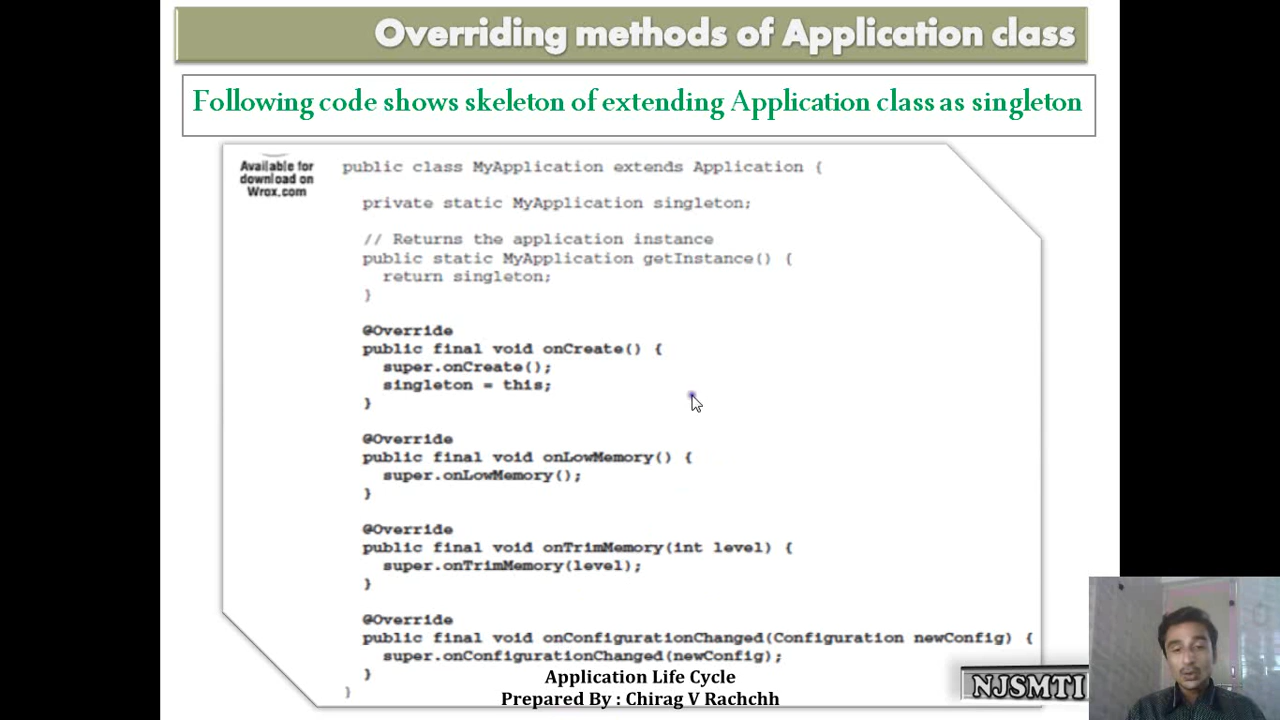 Overriding methods of Application class
Following code shows skeleton of extending Application class as singleton
Available for
download on
Wrox.com
public class MyApplication extends Application {
private static MyApplication singleton;
// Returns the application instance
public static MyApplication getInstance() {
return singleton;
}
@Override
public final void onCreate() {
super.onCreate();
singleton = this;
}
@Override
public final void onLowMemory() {
super.onLowMemory();
}
@Override
public final void onTrimMemory(int level) {
super.onTrimMemory(level);
}
@Override
public final void onConfigurationChanged(Configuration newConfig) {
super.onConfigurationChanged(newConfig);
}
}
Application Life Cycle
Prepared By : Chirag V Rachchh
NJSMTI